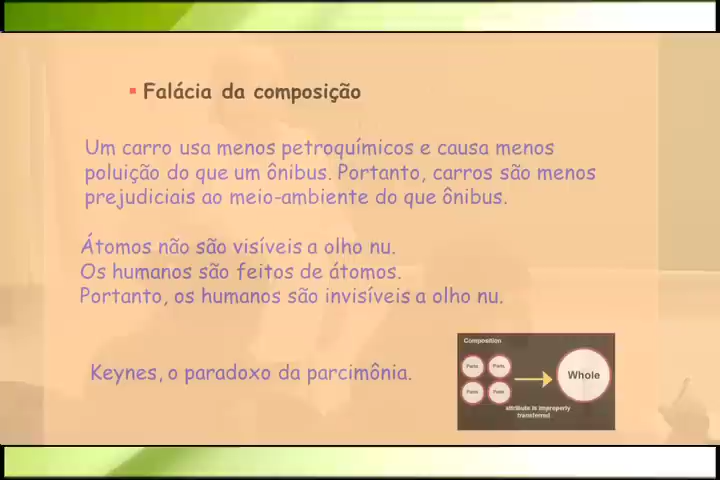 Falácia da composição
Um carro usa menos petroquímicos e causa menos
poluição do que um ônibus. Portanto, carros são menos
prejudiciais ao meio-ambiente do que ônibus.
Átomos não são visíveis a olho nu.
Os humanos são feitos de átomos.
Portanto, os humanos são invisíveis a olho nu.
Keynes, o paradoxo da parcimônia.
Composition
Parts Parts
Whole
Parts Parts
attribute is improperly
transferred